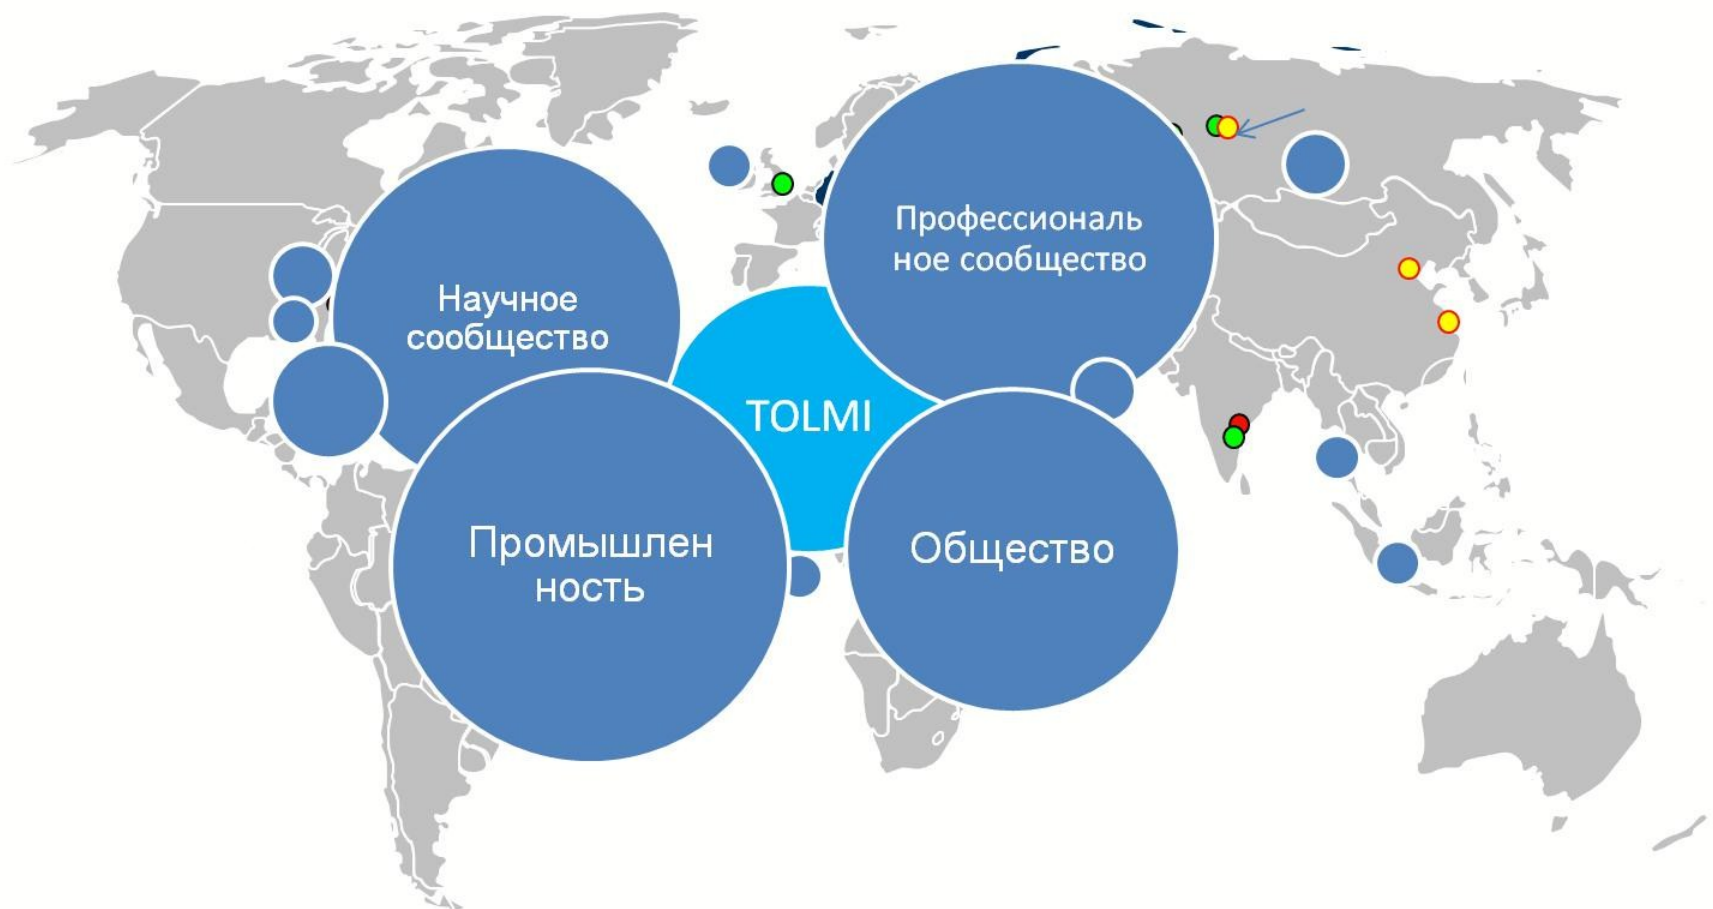 Профессиональ
ное сообщество
Научное
сообщество
TOLMI
Промышлен
ность
Общество